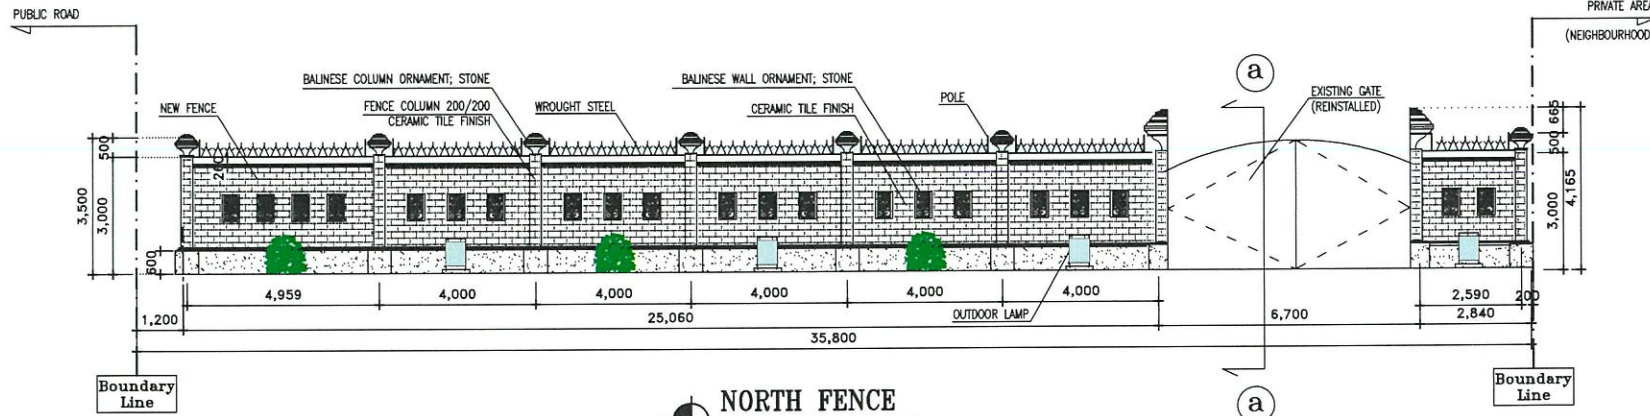 PUBLIC ROAD
PRIVATE AREA
(NEIGHBOURHOOD
BALINESE COLUMN ORNAMENT; STONE
BALINESE WALL ORNAMENT; STONE
a
NEW FENCE
FENCE COLUMN 200/200
CERAMIC TILE FINISH
WROUGHT STEEL
CERAMIC TILE FINISH
POLE
EXISTING GATE
(REINSTALLED)
500
3,500
3,000
600
260
665
500
3,000
4,165
4,959
4,000
4,000
4,000
4,000
4,000
2,590
200
1,200
25,060
OUTDOOR LAMP
6,700
2,840
35,800
Boundary
Line
NORTH FENCE
a
Boundary
Line